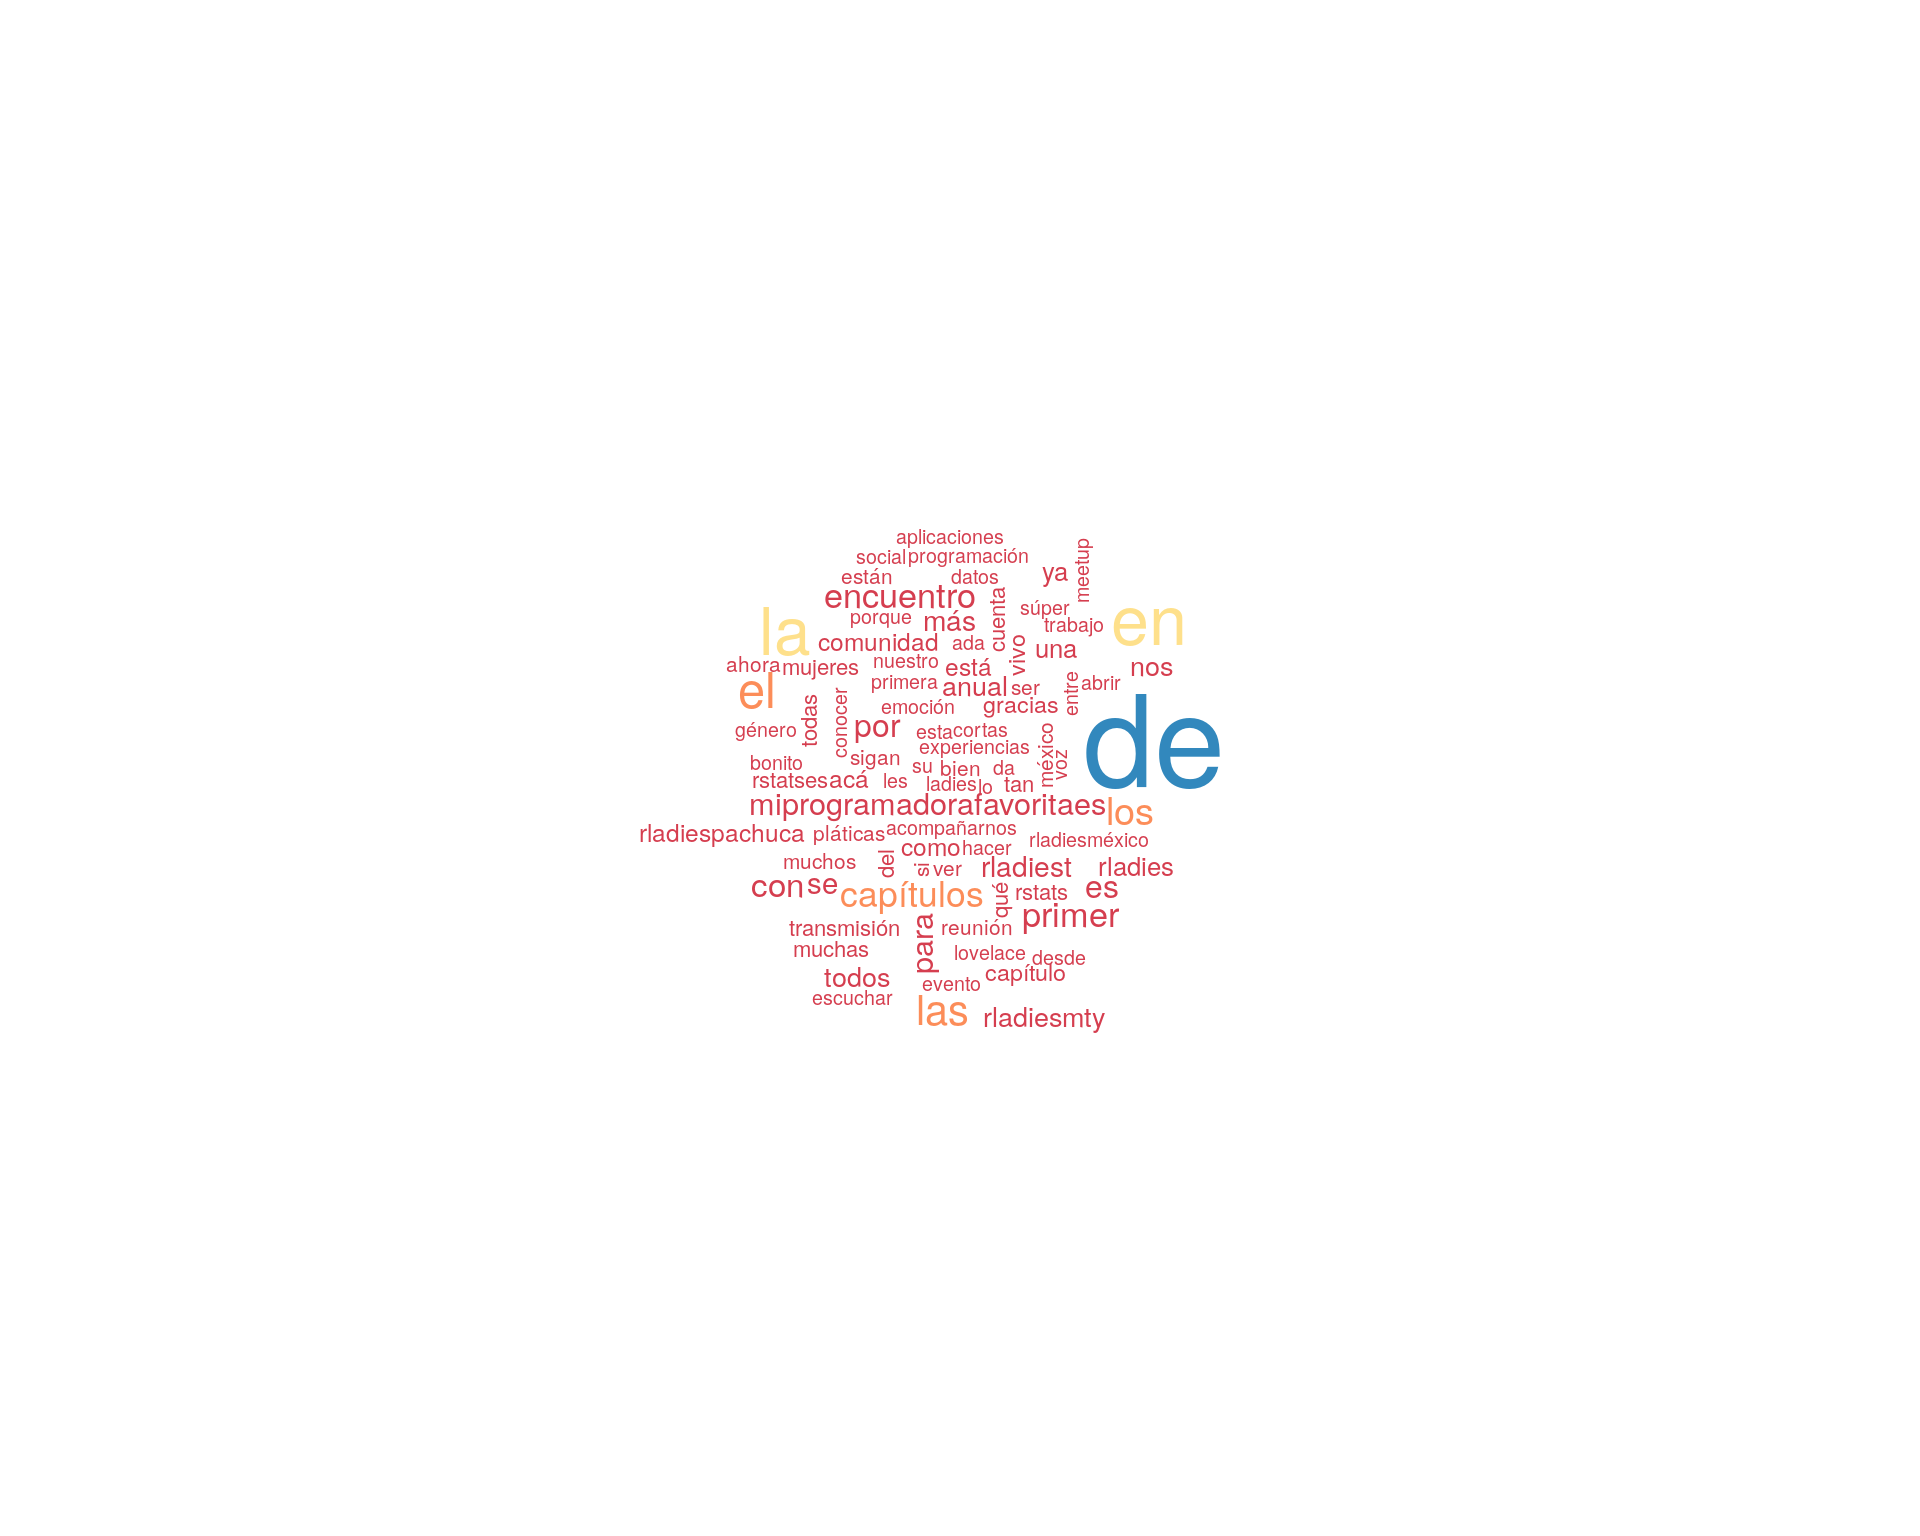 aplicaciones
social programación
meetup
están datos ya
encuentro
cuenta
súper
la porque más trabajo en
comunidad ada vivo una
ahora mujeres nuestro está nos
el primera anual ser entre abrir
todas conocer emoción gracias
género por esta cortas de
experiencias méxico voz
bonito sigan su bien da
rstatses acá les ladies lo tan
miprogramadorafavoritaes los
rladiespachuca pláticas acompañarnos
como hacer rladiesméxico
muchos del si ver rladiest rladies
con se capítulos qué rstats es
primer
transmisión para reunión
muchas lovelace desde
todos evento capítulo
escuchar las rladiesmty